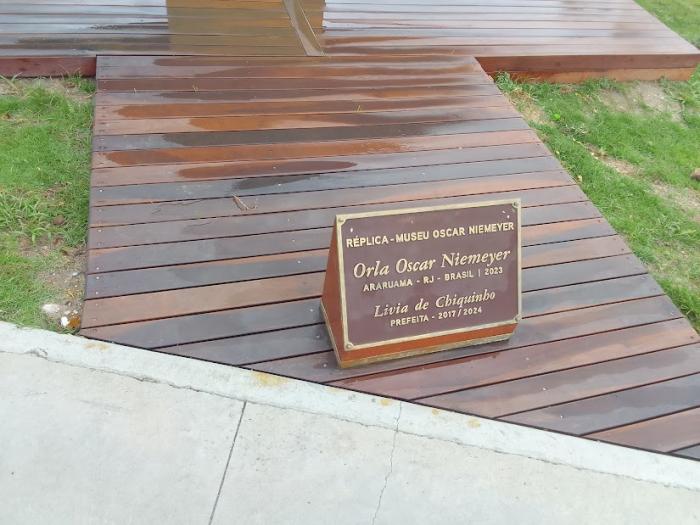 RÉPLICA - MUSEU OSCAR NIEMEYER
Orla Oscar Niemeyer
ARARUAMA - RJ - BRASIL | 2023
Livia de Chiquinho
PREFEITA - 2017/2024